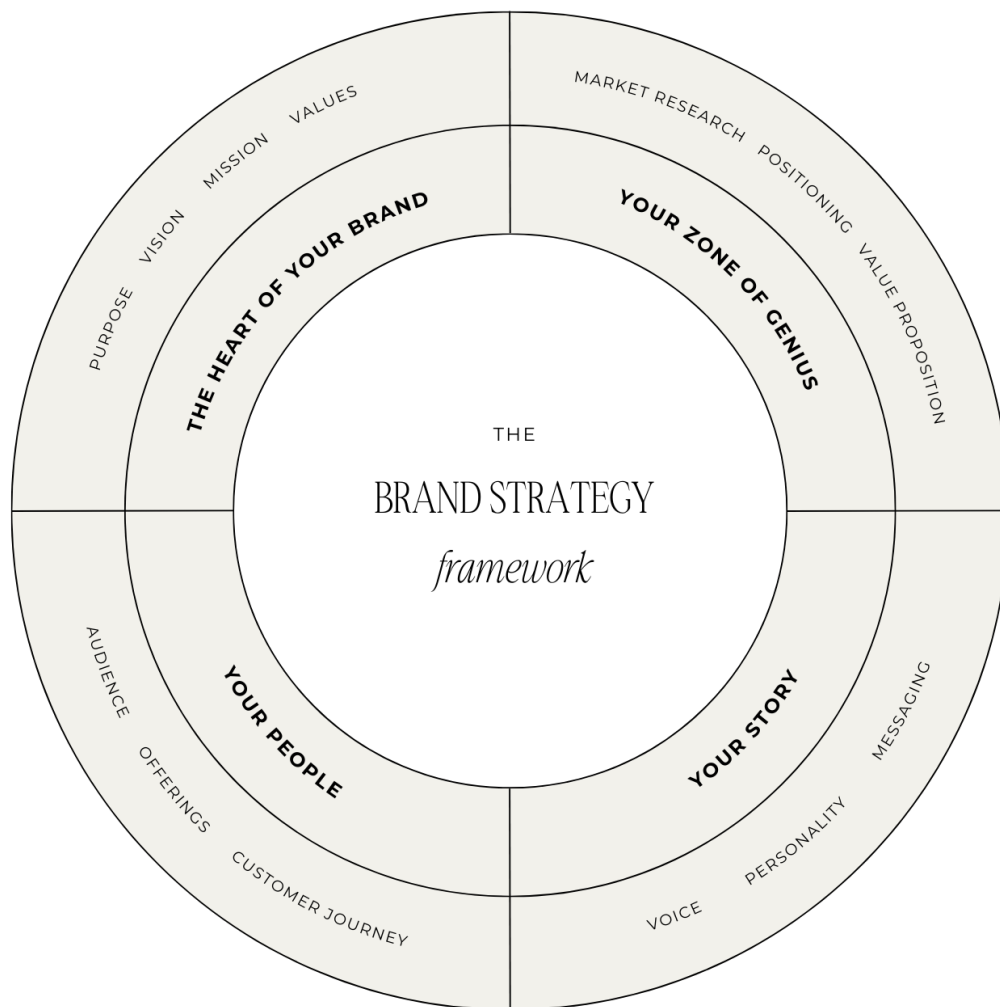 THE
BRAND STRATEGY
framework
THE HEART OF YOUR BRAND
PURPOSE
VISION
MISSION
VALUES
YOUR ZONE OF GENIUS
MARKET RESEARCH
POSITIONING
VALUE PROPOSITION
YOUR STORY
MESSAGING
PERSONALITY
VOICE
YOUR PEOPLE
AUDIENCE
OFFERINGS
CUSTOMER JOURNEY